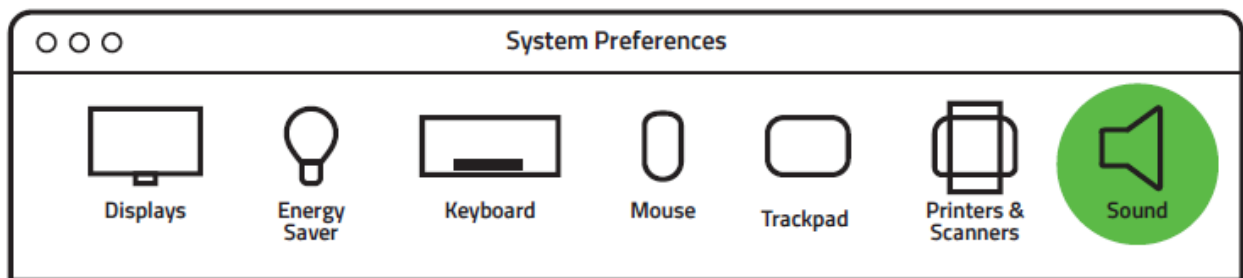 System Preferences
Displays
Energy
Saver
Keyboard
Mouse
Trackpad
Printers &
Scanners
Sound